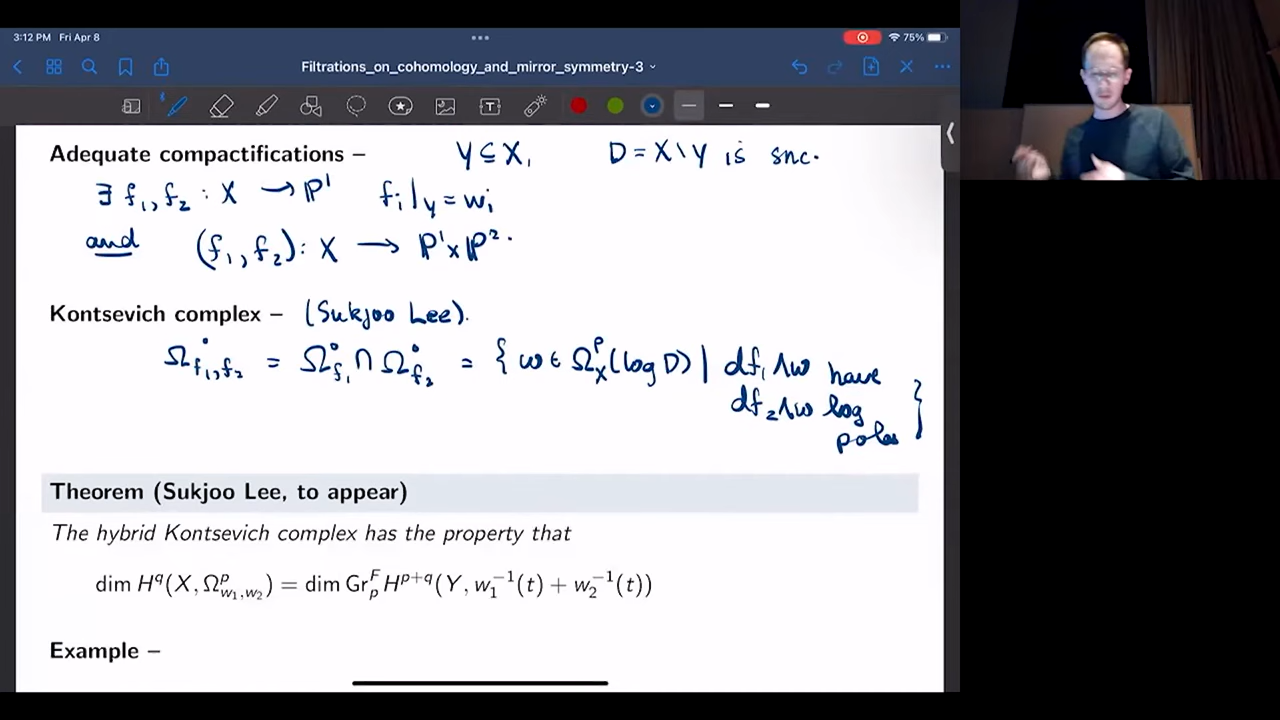 3:12 PM Fri Apr 8
75%
Filtrations_on_cohomology_and_mirror_symmetry-3
Adequate compactifications – Y ⊆ X, D = X \ Y is snc.
∃ f₁, f₂ : X → ℙ¹ fᵢ|_Y = wᵢ
and (f₁, f₂) : X → ℙ¹ × ℙ².
Kontsevich complex – (Sukjoo Lee).
Ω^•_{f₁,f₂} = Ω^•_{f₁} ∩ Ω^•_{f₂} = { ω ∈ Ω^p_X(log D) | df₁∧ω have
df₂∧ω log
poles }
Theorem (Sukjoo Lee, to appear)
The hybrid Kontsevich complex has the property that
dim H^q(X, Ω^p_{w₁,w₂}) = dim Gr^F_p H^{p+q}(Y, w₁^{−1}(t) + w₂^{−1}(t))
Example –